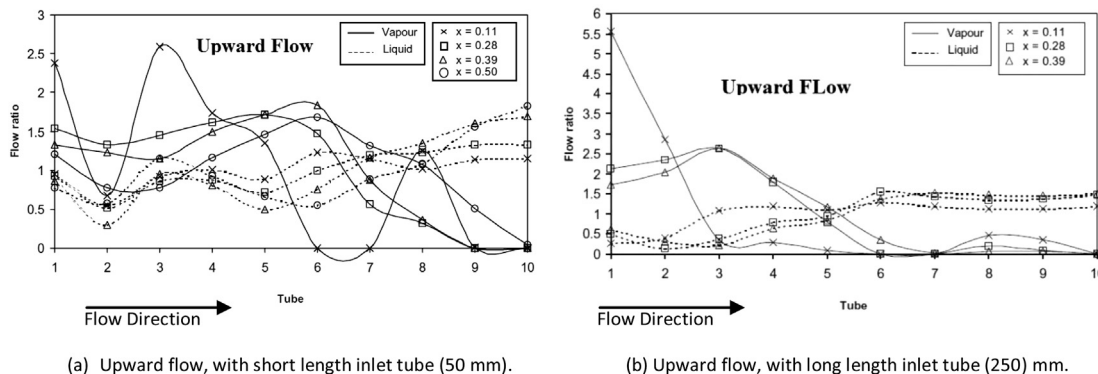 3
2.5
2
1.5
1
0.5
0
Flow ratio
Upward Flow
Vapour
Liquid
x = 0.11
x = 0.28
x = 0.39
x = 0.50
1 2 3 4 5 6 7 8 9 10
Tube
Flow Direction
(a) Upward flow, with short length inlet tube (50 mm).
6
5.5
5
4.5
4
3.5
3
2.5
2
1.5
1
0.5
0
Flow ratio
Upward FLow
Vapour
Liquid
x = 0.11
x = 0.28
x = 0.39
1 2 3 4 5 6 7 8 9 10
Tube
Flow Direction
(b) Upward flow, with long length inlet tube (250) mm.